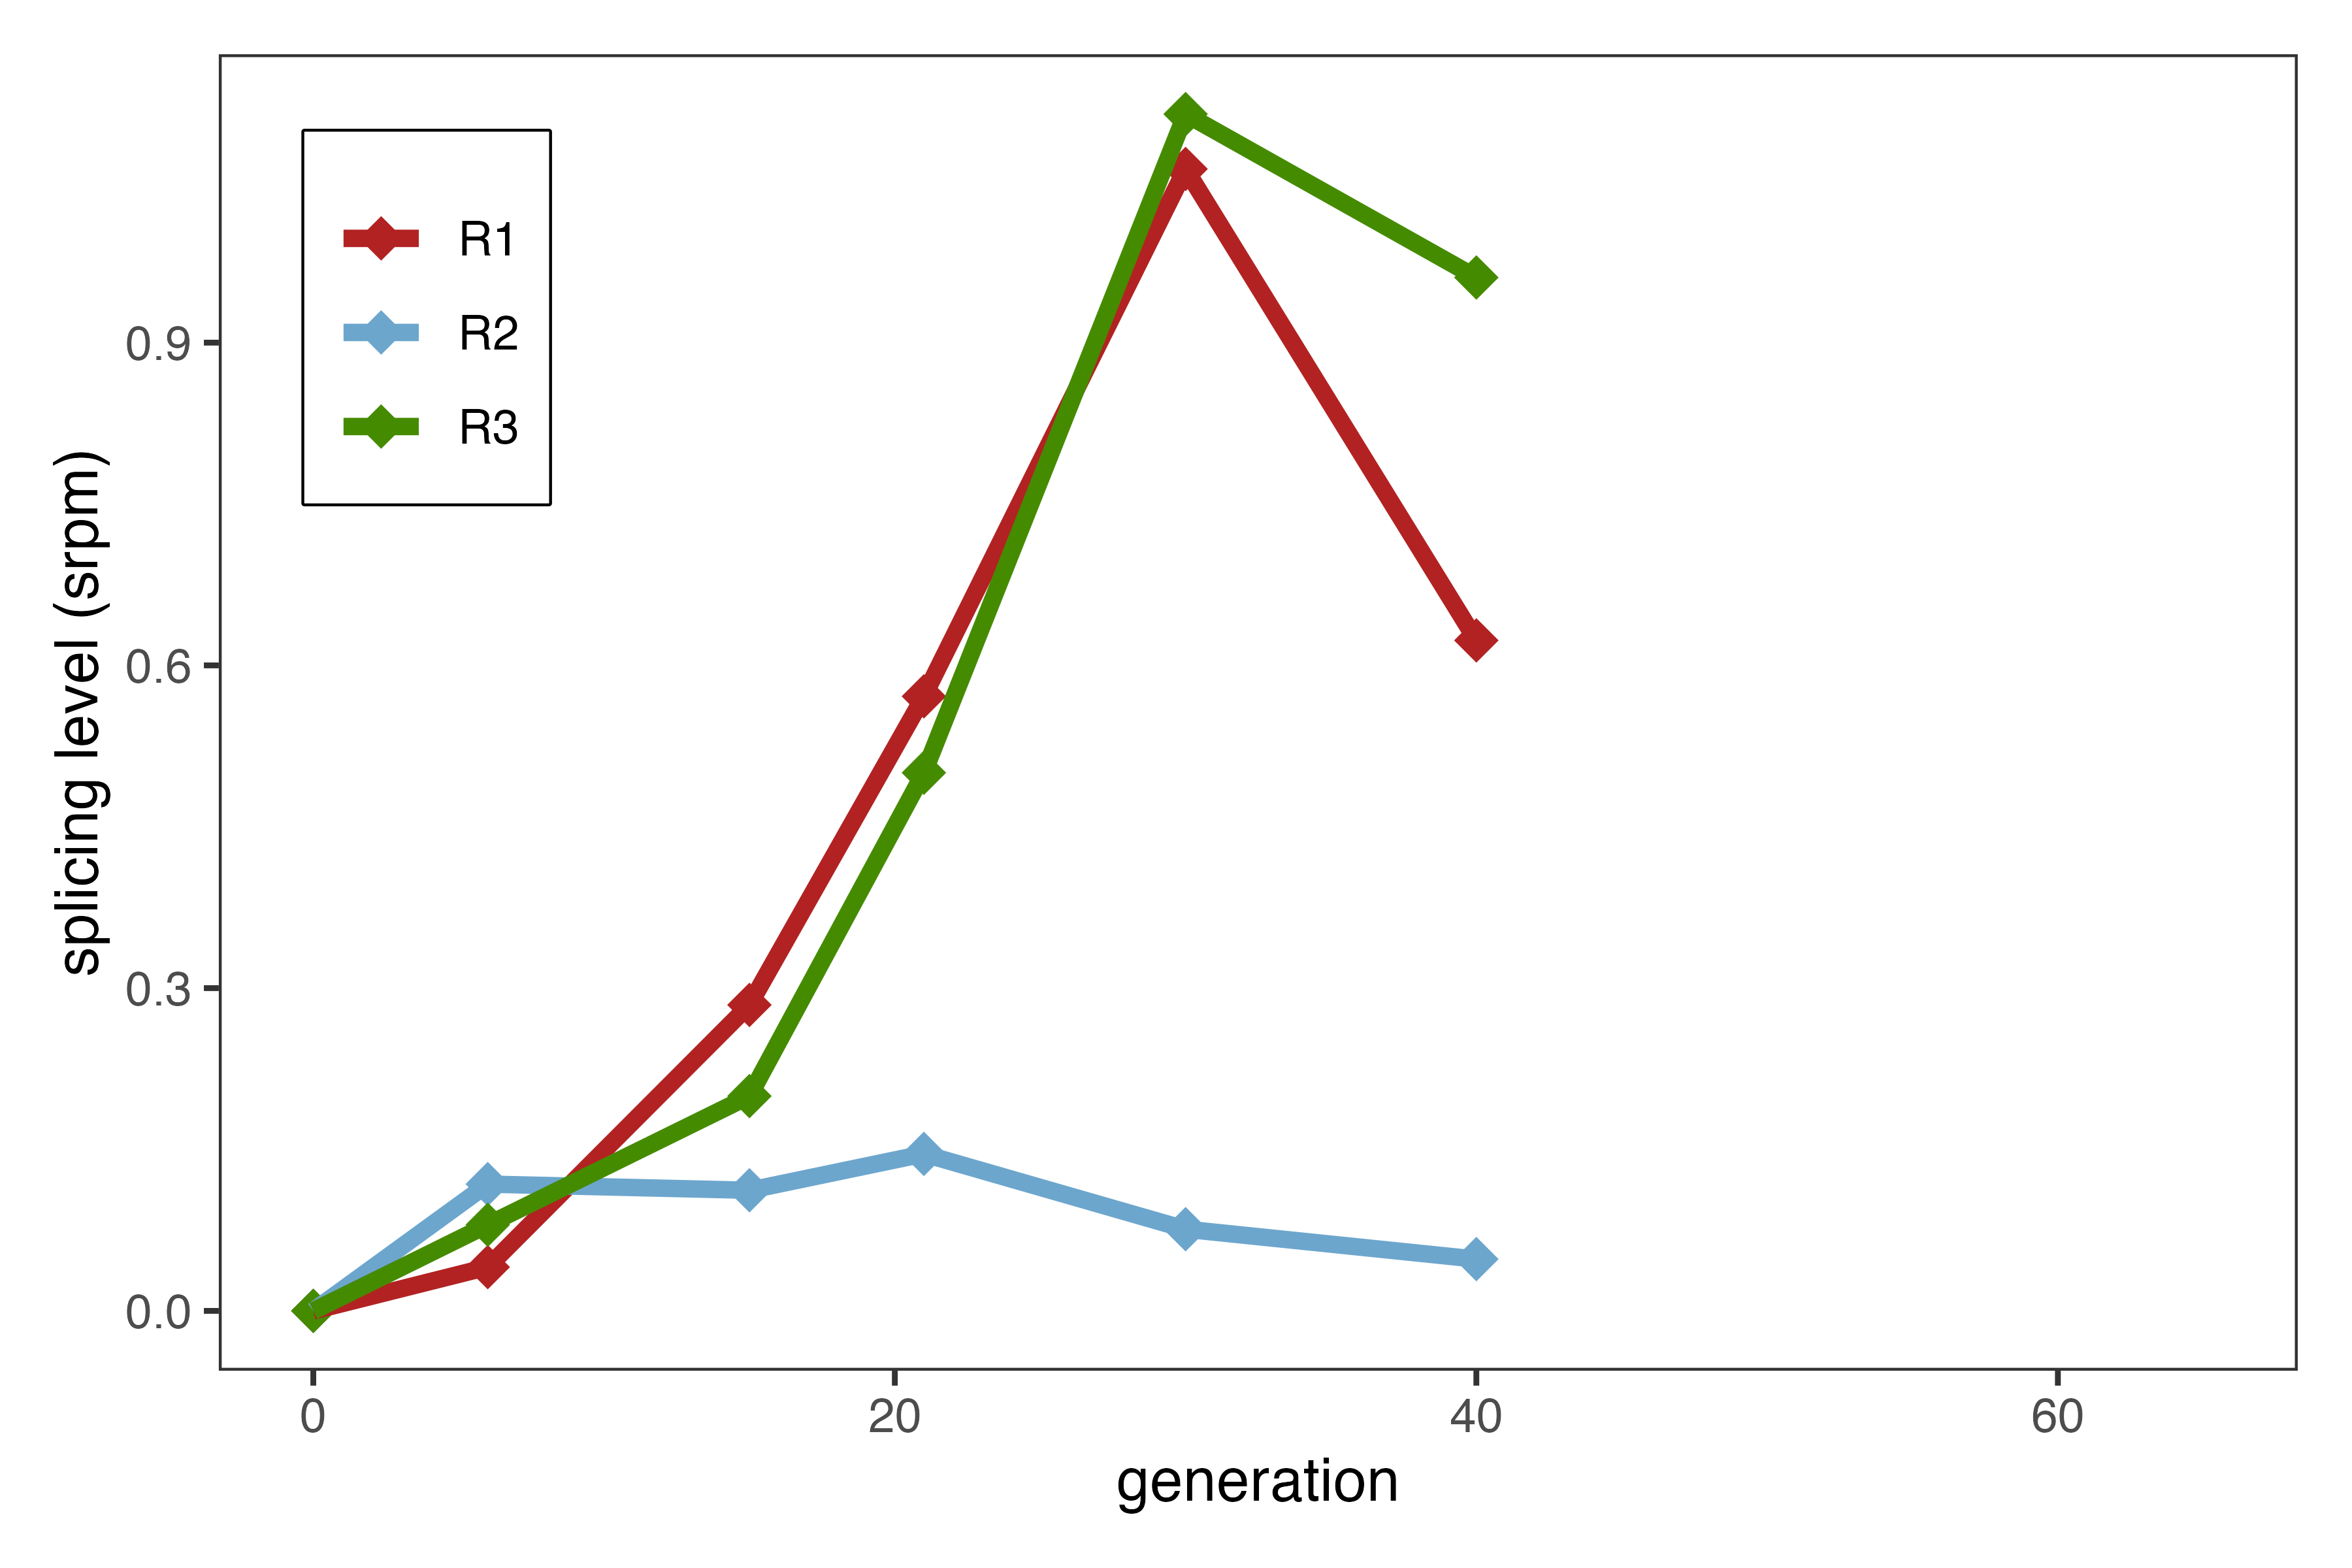 R1
R2
R3
0.9
0.6
0.3
0.0
splicing level (srpm)
0 20 40 60
generation